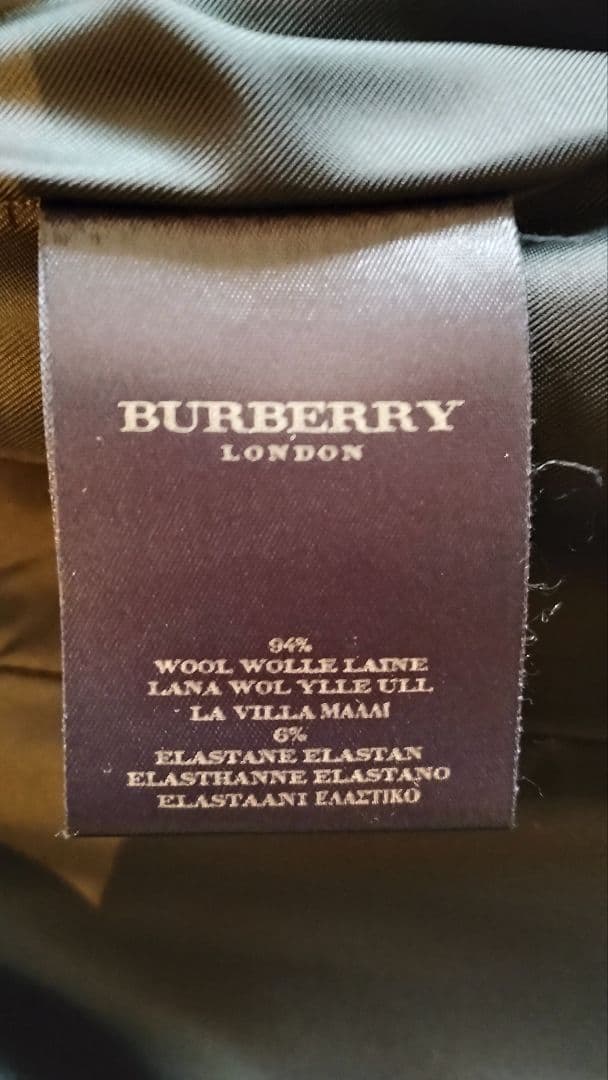 BURBERRY
LONDON
94%
WOOL WOLLE LAINE
LANA WOL YLLE ULL
LA VILLA ΜΑΛΛΙ
6%
ELASTANE ELASTAN
ELASTHANNE ELASTANO
ELASTAANI ΕΛΑΣΤΙΚΟ